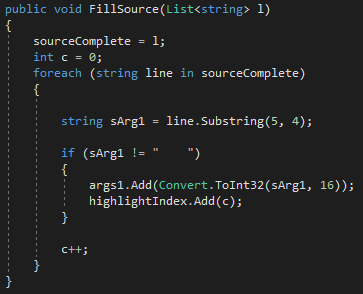 public void FillSource(List<string> l)
{
    sourceComplete = l;
    int c = 0;
    foreach (string line in sourceComplete)
    {

        string sArg1 = line.Substring(5, 4);

        if (sArg1 != "    ")
        {
            args1.Add(Convert.ToInt32(sArg1, 16));
            highlightIndex.Add(c);
        }

        c++;
    }
}